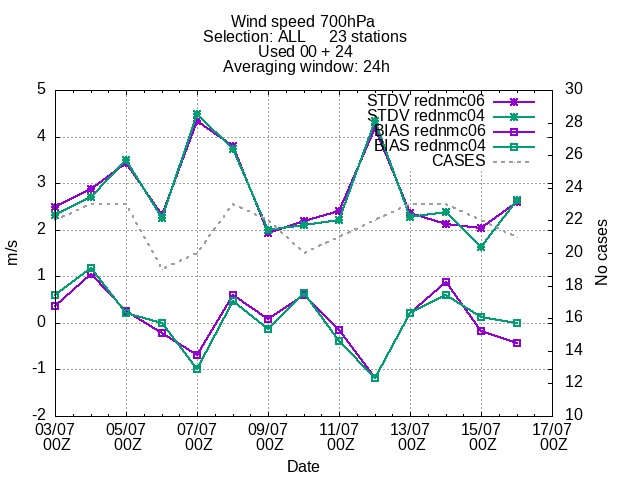 Wind speed 700hPa
Selection: ALL 23 stations
Used 00 + 24
Averaging window: 24h
STDV rednmc06
STDV rednmc04
BIAS rednmc06
BIAS rednmc04
CASES
5
4
3
2
1
0
-1
-2
m/s
30
28
26
24
22
20
18
16
14
12
10
No cases
03/07 05/07 07/07 09/07 11/07 13/07 15/07 17/07
00Z 00Z 00Z 00Z 00Z 00Z 00Z 00Z
Date